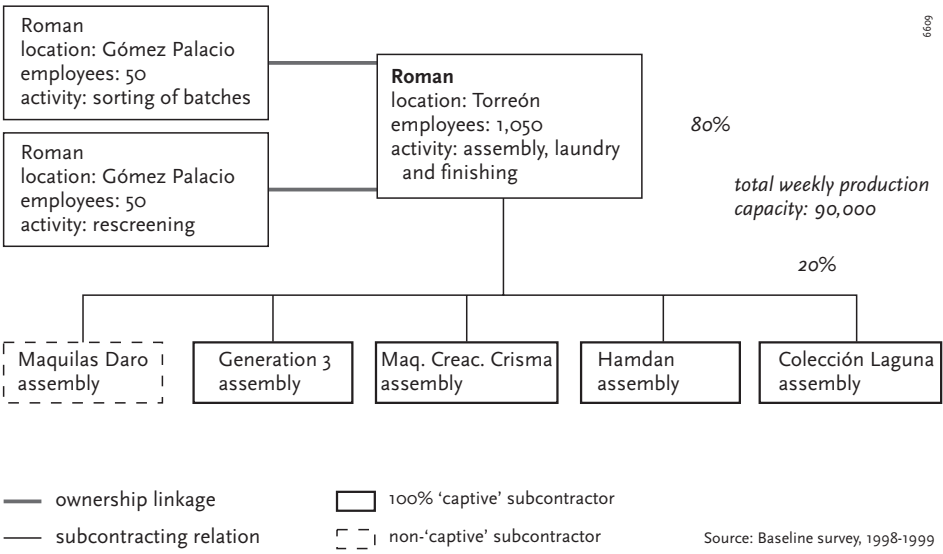 Roman
location: Gómez Palacio
employees: 50
activity: sorting of batches
Roman
location: Gómez Palacio
employees: 50
activity: rescreening
Roman
location: Torreón
employees: 1,050
activity: assembly, laundry
and finishing
6609
80%
total weekly production
capacity: 90,000
20%
Maquilas Daro
assembly
Generation 3
assembly
Maq. Creac. Crisma
assembly
Hamdan
assembly
Colección Laguna
assembly
ownership linkage
subcontracting relation
100% ‘captive’ subcontractor
non-‘captive’ subcontractor
Source: Baseline survey, 1998-1999